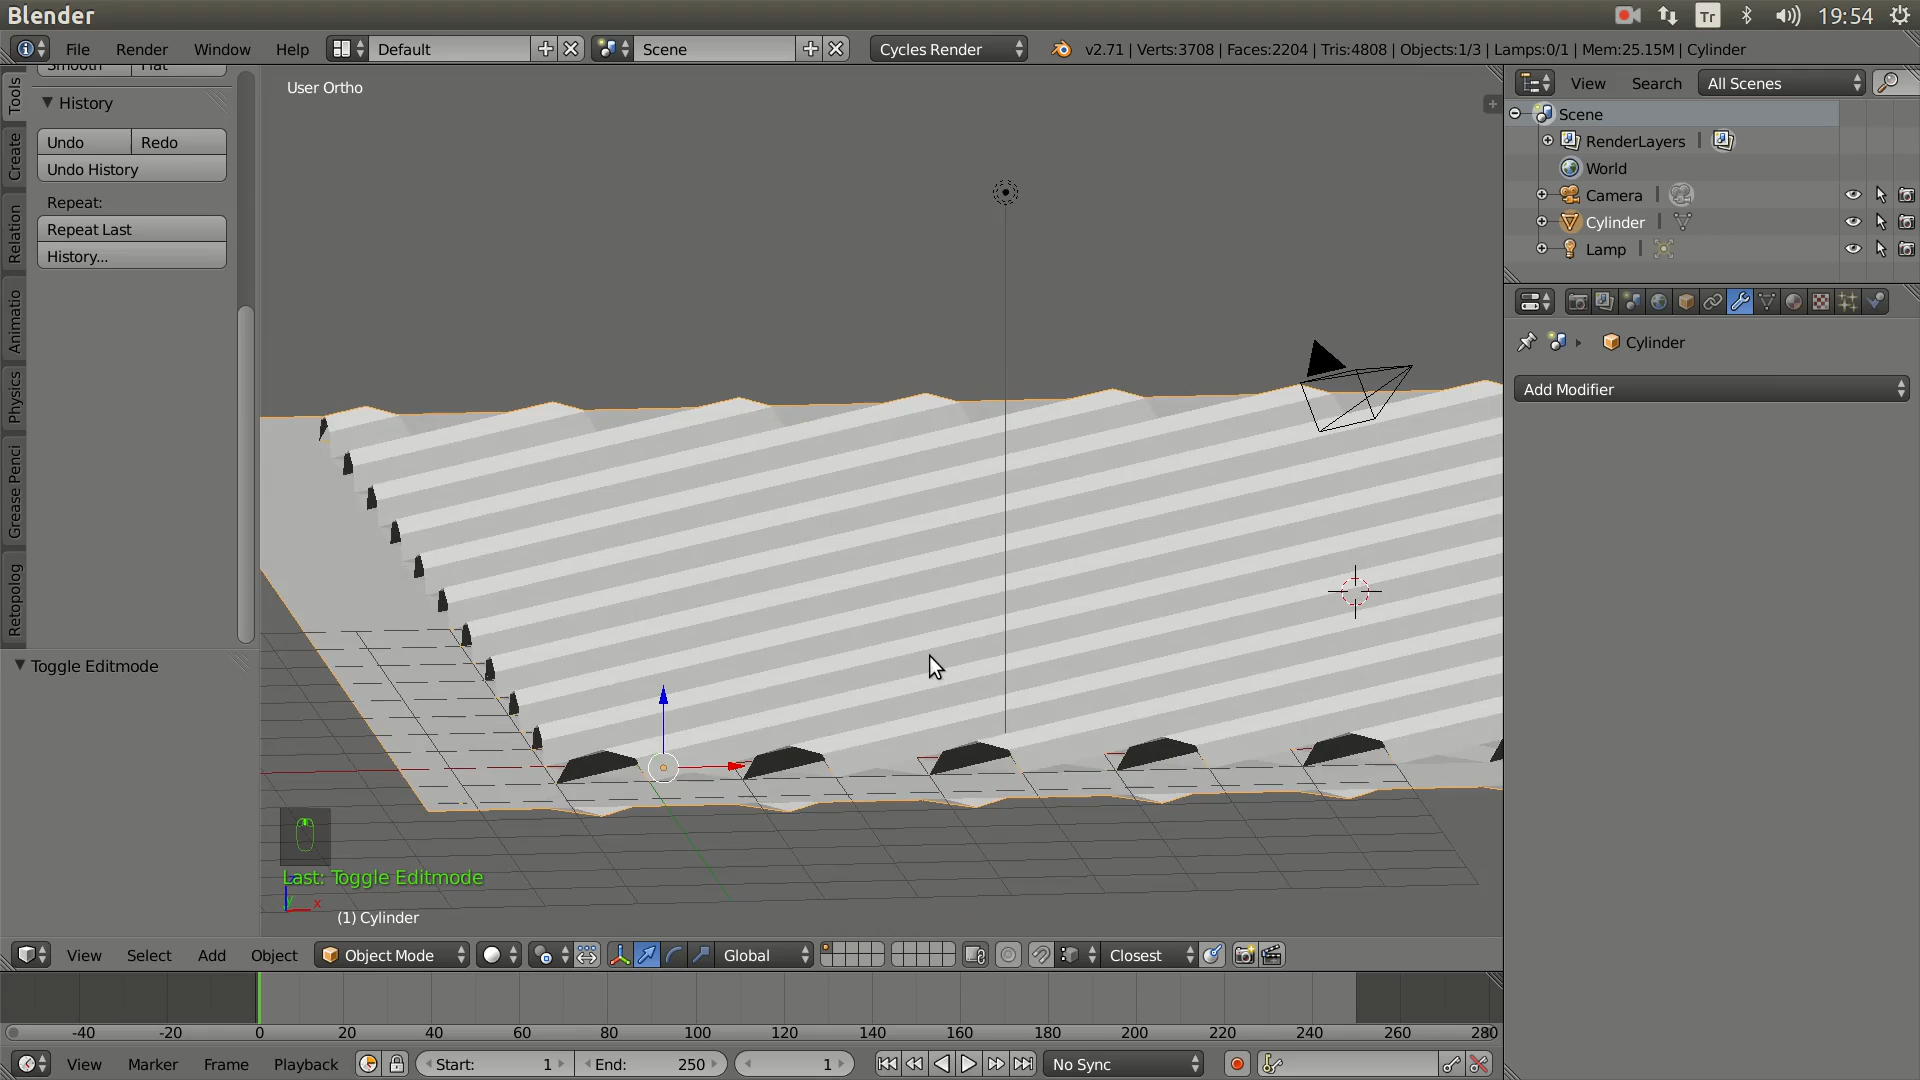 Blender
Tr
19:54
File Render Window Help Default Scene Cycles Render v2.71 | Verts:3708 | Faces:2204 | Tris:4808 | Objects:1/3 | Lamps:0/1 | Mem:25.15M | Cylinder
Smooth Flat
History
Undo Redo
Undo History
Repeat:
Repeat Last
History...
Tools
Create
Relation
Animatio
Physics
Grease Penci
Retopolog
Toggle Editmode
User Ortho
Last: Toggle Editmode
x
(1) Cylinder
View Search All Scenes
Scene
RenderLayers
World
Camera
Cylinder
Lamp
Cylinder
Add Modifier
View Select Add Object Object Mode Global Closest
-40 -20 0 20 40 60 80 100 120 140 160 180 200 220 240 260 280
View Marker Frame Playback Start: 1 End: 250 1 No Sync